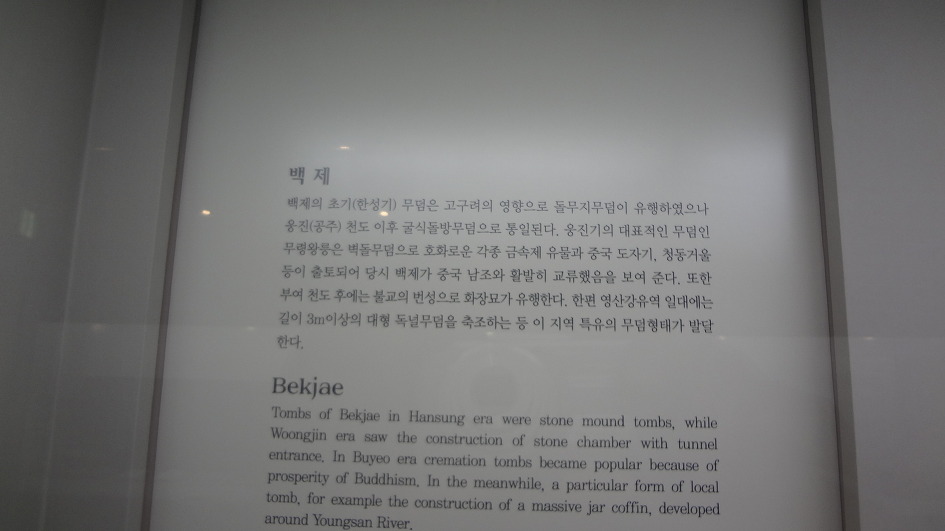 백 제
백제의 초기(한성기) 무덤은 고구려의 영향으로 돌무지무덤이 유행하였으나
웅진(공주) 천도 이후 굴식돌방무덤으로 통일된다. 웅진기의 대표적인 무덤인
무령왕릉은 벽돌무덤으로 호화로운 각종 금속제 유물과 중국 도자기, 청동거울
등이 출토되어 당시 백제가 중국 남조와 활발히 교류했음을 보여 준다. 또한
부여 천도 후에는 불교의 번성으로 화장묘가 유행한다. 한편 영산강유역 일대에는
길이 3m이상의 대형 독널무덤을 축조하는 등 이 지역 특유의 무덤형태가 발달
한다.
Bekjae
Tombs of Bekjae in Hansung era were stone mound tombs, while
Woongjin era saw the construction of stone chamber with tunnel
entrance. In Buyeo era cremation tombs became popular because of
prosperity of Buddhism. In the meanwhile, a particular form of local
tomb, for example the construction of a massive jar coffin, developed
around Youngsan River.